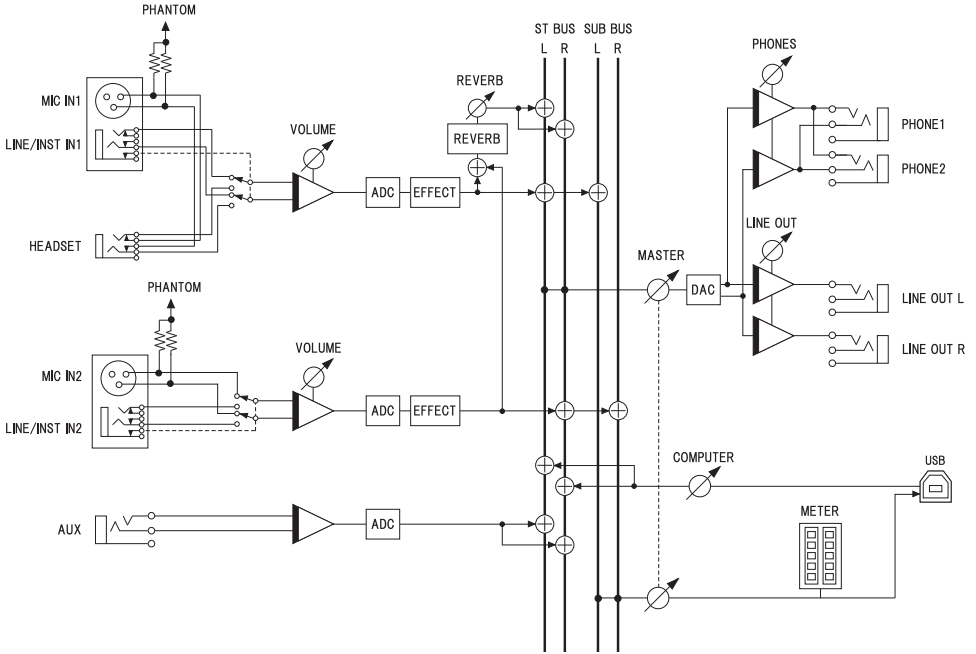 PHANTOM
MIC IN1
LINE/INST IN1
HEADSET
VOLUME
ADC
EFFECT
REVERB
REVERB
ST BUS
L R
SUB BUS
L R
PHONES
PHONE1
PHONE2
LINE OUT
MASTER
DAC
LINE OUT L
LINE OUT R
PHANTOM
MIC IN2
LINE/INST IN2
VOLUME
ADC
EFFECT
COMPUTER
USB
METER
AUX
ADC